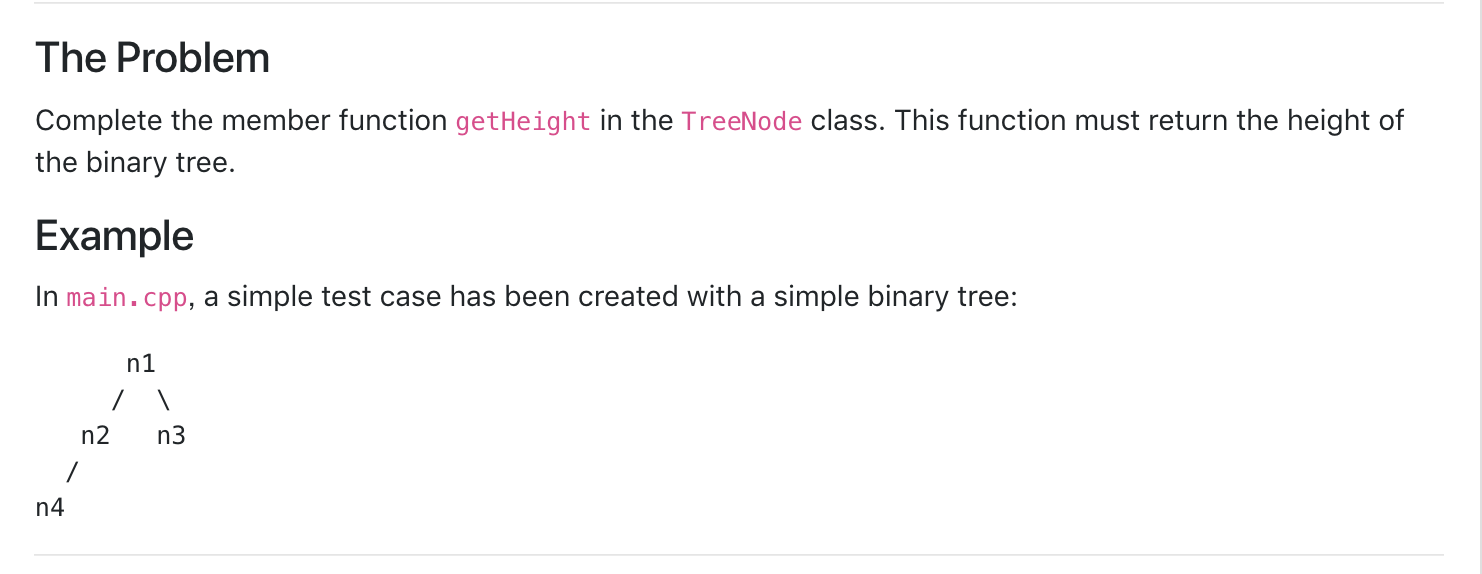 The Problem
Complete the member function getHeight in the TreeNode class. This function must return the height of
the binary tree.
Example
In main.cpp, a simple test case has been created with a simple binary tree:
      n1
     /  \
   n2   n3
  /
n4